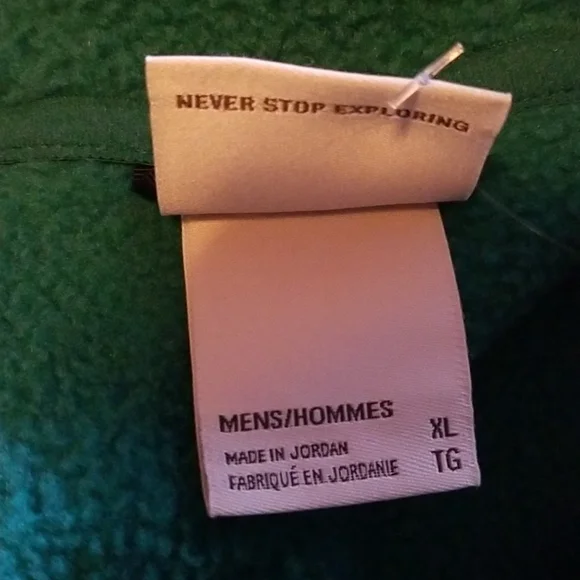 NEVER STOP EXPLORING
MENS/HOMMES XL
MADE IN JORDAN
FABRIQUÉ EN JORDANIE TG